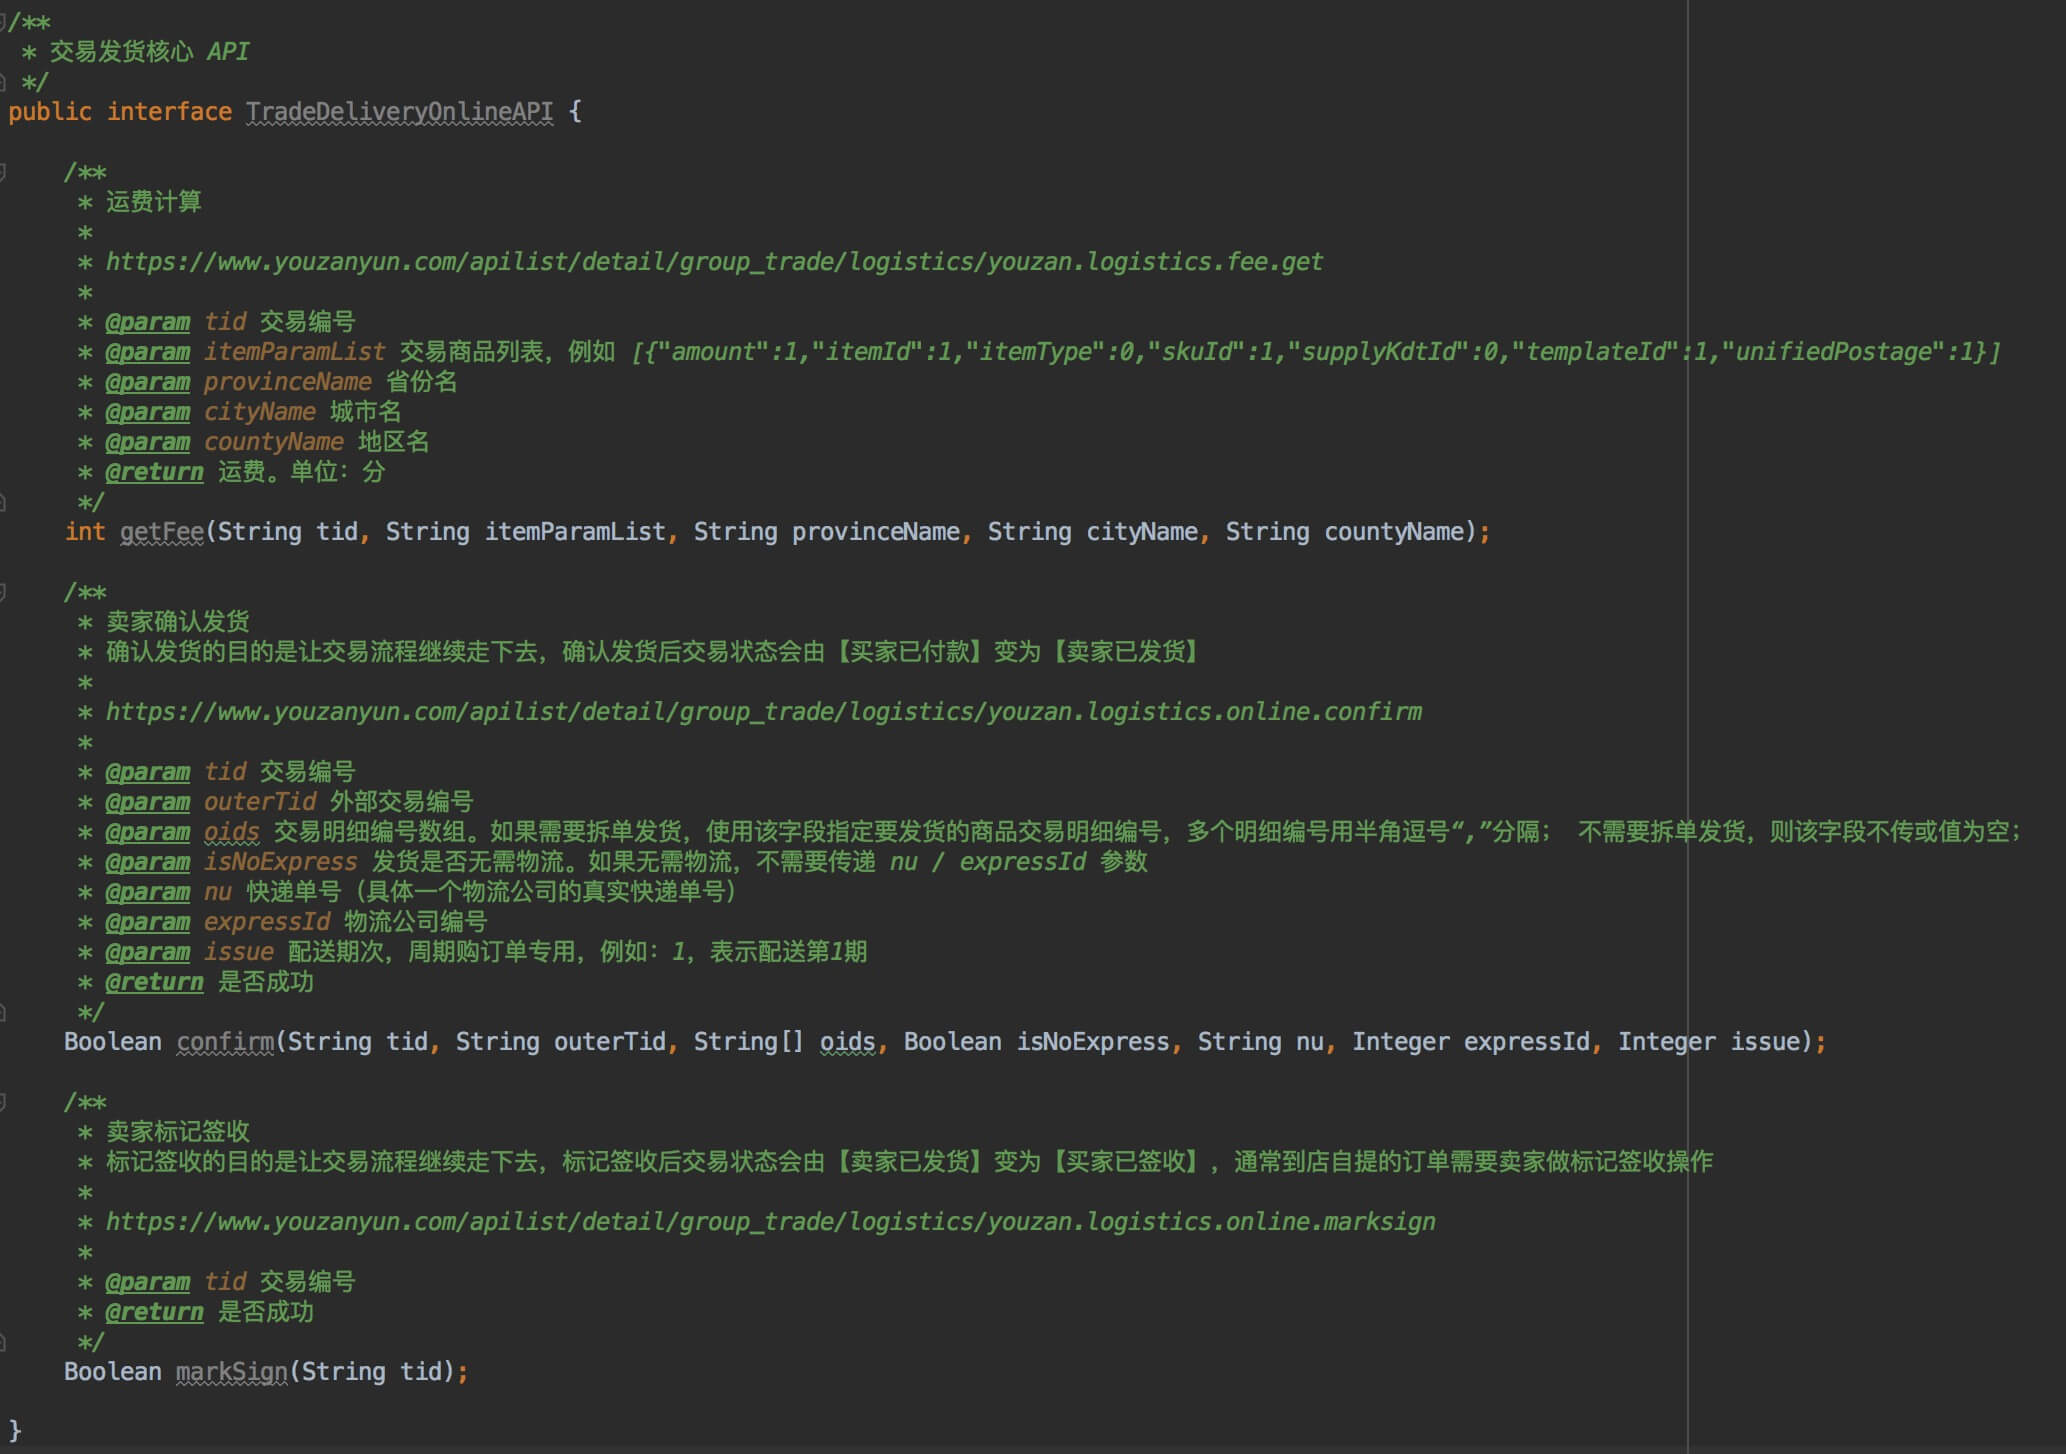 /**
 * 交易发货核心 API
 */
public interface TradeDeliveryOnlineAPI {
    /**
     * 运费计算
     *
     * https://www.youzanyun.com/apilist/detail/group_trade/logistics/youzan.logistics.fee.get
     *
     * @param tid 交易编号
     * @param itemParamList 交易商品列表，例如 [{"amount":1,"itemId":1,"itemType":0,"skuId":1,"supplyKdtId":0,"templateId":1,"unifiedPostage":1}]
     * @param provinceName 省份名
     * @param cityName 城市名
     * @param countyName 地区名
     * @return 运费。单位：分
     */
    int getFee(String tid, String itemParamList, String provinceName, String cityName, String countyName);
    /**
     * 卖家确认发货
     * 确认发货的目的是让交易流程继续走下去，确认发货后交易状态会由【买家已付款】变为【卖家已发货】
     *
     * https://www.youzanyun.com/apilist/detail/group_trade/logistics/youzan.logistics.online.confirm
     *
     * @param tid 交易编号
     * @param outerTid 外部交易编号
     * @param oids 交易明细编号数组。如果需要拆单发货，使用该字段指定要发货的商品交易明细编号，多个明细编号用半角逗号“,”分隔； 不需要拆单发货，则该字段不传或值为空；
     * @param isNoExpress 发货是否无需物流。如果无需物流，不需要传递 nu / expressId 参数
     * @param nu 快递单号（具体一个物流公司的真实快递单号）
     * @param expressId 物流公司编号
     * @param issue 配送期次，周期购订单专用，例如：1，表示配送第1期
     * @return 是否成功
     */
    Boolean confirm(String tid, String outerTid, String[] oids, Boolean isNoExpress, String nu, Integer expressId, Integer issue);
    /**
     * 卖家标记签收
     * 标记签收的目的是让交易流程继续走下去，标记签收后交易状态会由【卖家已发货】变为【买家已签收】，通常到店自提的订单需要卖家做标记签收操作
     *
     * https://www.youzanyun.com/apilist/detail/group_trade/logistics/youzan.logistics.online.marksign
     *
     * @param tid 交易编号
     * @return 是否成功
     */
    Boolean markSign(String tid);
}